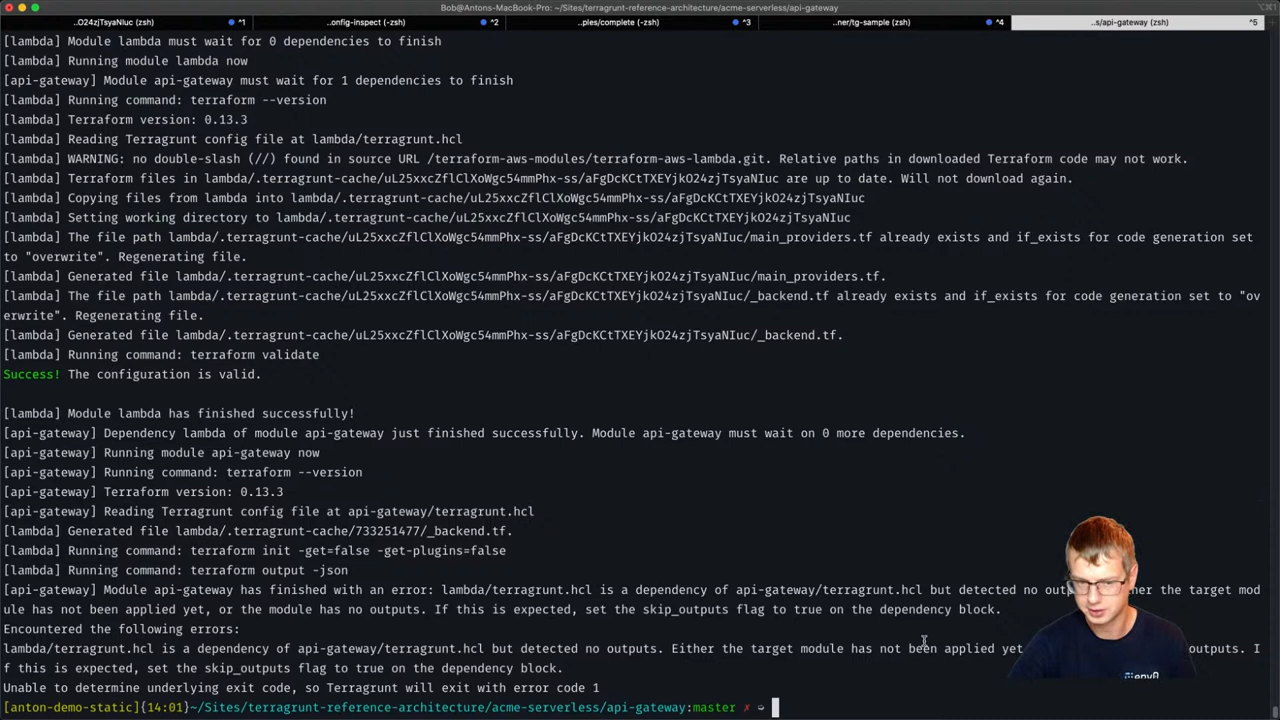 Bob@Antons-MacBook-Pro: ~/Sites/terragrunt-reference-architecture/acme-serverless/api-gateway
⌥⌘1
..O24zjTsyaNIuc (zsh) ^1 ..onfig-inspect (-zsh) ^2 ..ples/complete (-zsh) ^3 ..ner/tg-sample (zsh) ^4 ..s/api-gateway (zsh) ^5
[lambda] Module lambda must wait for 0 dependencies to finish
[lambda] Running module lambda now
[api-gateway] Module api-gateway must wait for 1 dependencies to finish
[lambda] Running command: terraform --version
[lambda] Terraform version: 0.13.3
[lambda] Reading Terragrunt config file at lambda/terragrunt.hcl
[lambda] WARNING: no double-slash (//) found in source URL /terraform-aws-modules/terraform-aws-lambda.git. Relative paths in downloaded Terraform code may not work.
[lambda] Terraform files in lambda/.terragrunt-cache/uL25xxcZflClXoWgc54mmPhx-ss/aFgDcKCtTXEYjkO24zjTsyaNIuc are up to date. Will not download again.
[lambda] Copying files from lambda into lambda/.terragrunt-cache/uL25xxcZflClXoWgc54mmPhx-ss/aFgDcKCtTXEYjkO24zjTsyaNIuc
[lambda] Setting working directory to lambda/.terragrunt-cache/uL25xxcZflClXoWgc54mmPhx-ss/aFgDcKCtTXEYjkO24zjTsyaNIuc
[lambda] The file path lambda/.terragrunt-cache/uL25xxcZflClXoWgc54mmPhx-ss/aFgDcKCtTXEYjkO24zjTsyaNIuc/main_providers.tf already exists and if_exists for code generation set
to "overwrite". Regenerating file.
[lambda] Generated file lambda/.terragrunt-cache/uL25xxcZflClXoWgc54mmPhx-ss/aFgDcKCtTXEYjkO24zjTsyaNIuc/main_providers.tf.
[lambda] The file path lambda/.terragrunt-cache/uL25xxcZflClXoWgc54mmPhx-ss/aFgDcKCtTXEYjkO24zjTsyaNIuc/_backend.tf already exists and if_exists for code generation set to "ov
erwrite". Regenerating file.
[lambda] Generated file lambda/.terragrunt-cache/uL25xxcZflClXoWgc54mmPhx-ss/aFgDcKCtTXEYjkO24zjTsyaNIuc/_backend.tf.
[lambda] Running command: terraform validate
Success! The configuration is valid.
[lambda] Module lambda has finished successfully!
[api-gateway] Dependency lambda of module api-gateway just finished successfully. Module api-gateway must wait on 0 more dependencies.
[api-gateway] Running module api-gateway now
[api-gateway] Running command: terraform --version
[api-gateway] Terraform version: 0.13.3
[api-gateway] Reading Terragrunt config file at api-gateway/terragrunt.hcl
[lambda] Generated file lambda/.terragrunt-cache/733251477/_backend.tf.
[lambda] Running command: terraform init -get=false -get-plugins=false
[lambda] Running command: terraform output -json
[api-gateway] Module api-gateway has finished with an error: lambda/terragrunt.hcl is a dependency of api-gateway/terragrunt.hcl but detected no the target mod
ule has not been applied yet, or the module has no outputs. If this is expected, set the skip_outputs flag to true on the dependency block.
Encountered the following errors:
lambda/terragrunt.hcl is a dependency of api-gateway/terragrunt.hcl but detected no outputs. Either the target module has not been applied yet outputs. I
f this is expected, set the skip_outputs flag to true on the dependency block.
Unable to determine underlying exit code, so Terragrunt will exit with error code 1
[anton-demo-static]{14:01}~/Sites/terragrunt-reference-architecture/acme-serverless/api-gateway:master ✗ ➭
env0